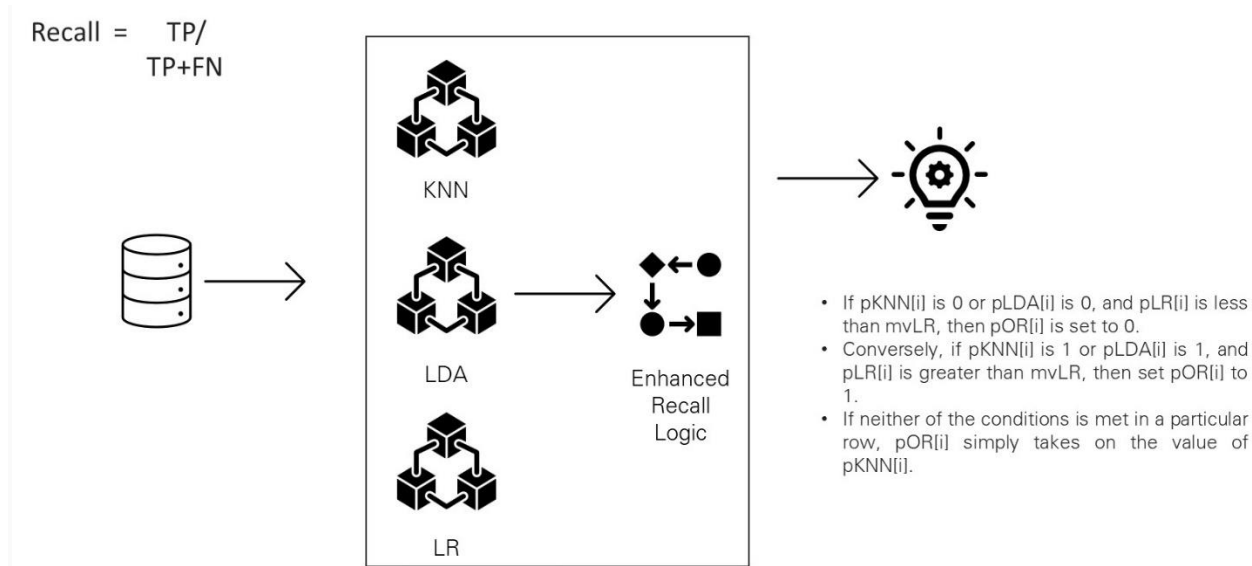 Recall = TP/
TP+FN
KNN
LDA
LR
Enhanced
Recall
Logic
• If pKNN[i] is 0 or pLDA[i] is 0, and pLR[i] is less
than mvLR, then pOR[i] is set to 0.
• Conversely, if pKNN[i] is 1 or pLDA[i] is 1, and
pLR[i] is greater than mvLR, then set pOR[i] to
1.
• If neither of the conditions is met in a particular
row, pOR[i] simply takes on the value of
pKNN[i].